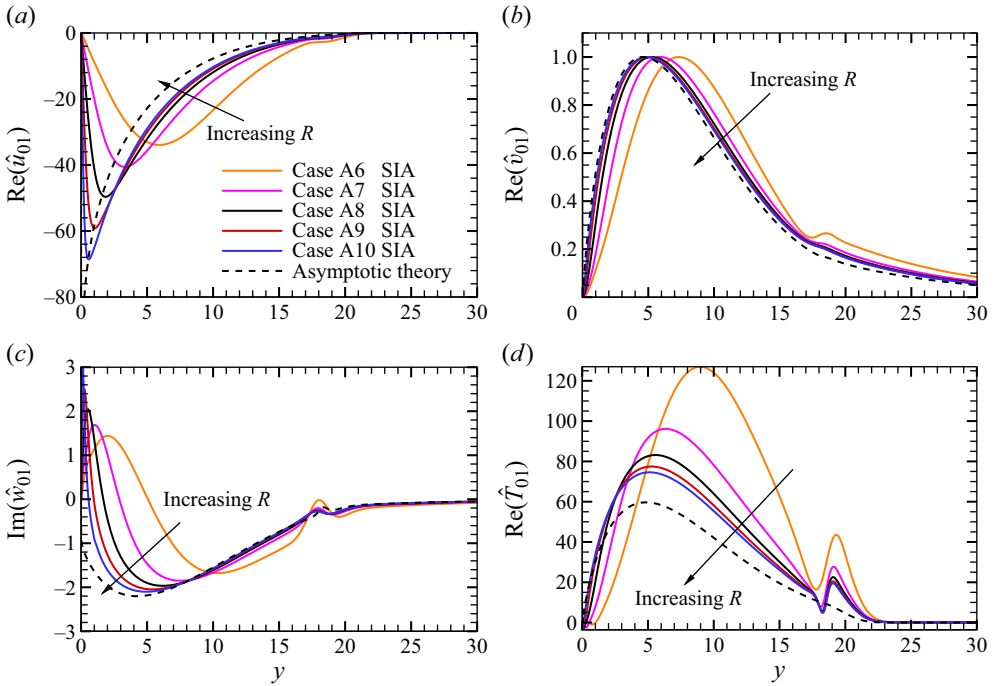 (a)
Re(û01)
0
−20
−40
−60
−80
0 5 10 15 20 25 30
Increasing R
Case A6 SIA
Case A7 SIA
Case A8 SIA
Case A9 SIA
Case A10 SIA
Asymptotic theory
(b)
Re(v̂01)
1.0
0.8
0.6
0.4
0.2
0 5 10 15 20 25 30
Increasing R
(c)
Im(ŵ01)
3
2
1
0
−1
−2
−3
0 5 10 15 20 25 30
y
Increasing R
(d)
Re(T̂01)
120
100
80
60
40
20
0
0 5 10 15 20 25 30
y
Increasing R